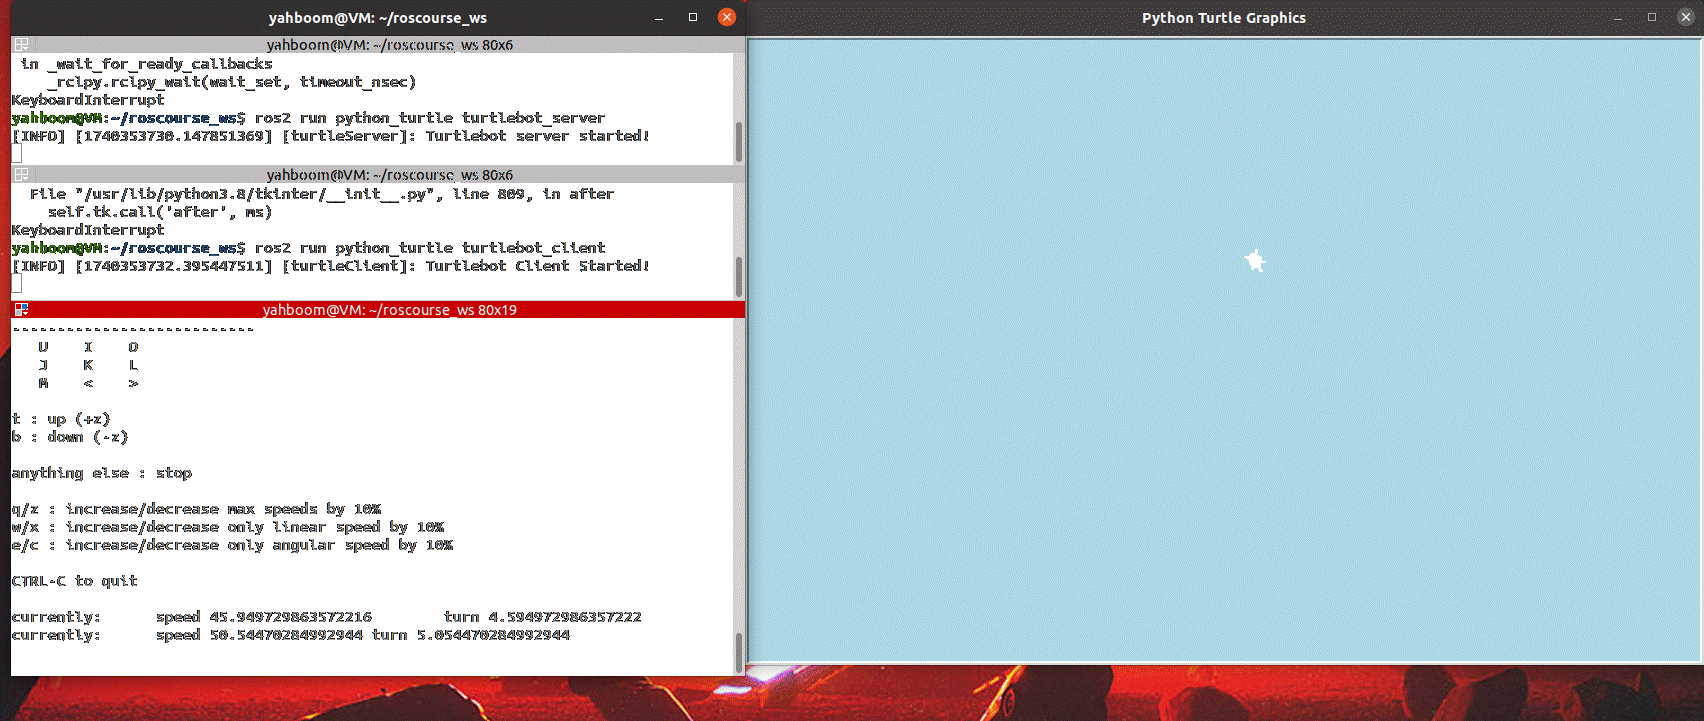 yahboom@VM: ~/roscourse_ws
yahboom@VM: ~/roscourse_ws 80x6
in _wait_for_ready_callbacks
_rclpy.rclpy_wait(wait_set, timeout_nsec)
KeyboardInterrupt
yahboom@VM:~/roscourse_ws$ ros2 run python_turtle turtlebot_server
[INFO] [1740353730.147851369] [turtleServer]: Turtlebot server started!
yahboom@VM: ~/roscourse_ws 80x6
File "/usr/lib/python3.8/tkinter/__init__.py", line 809, in after
self.tk.call('after', ms)
KeyboardInterrupt
yahboom@VM:~/roscourse_ws$ ros2 run python_turtle turtlebot_client
[INFO] [1740353732.395447511] [turtleClient]: Turtlebot Client Started!
yahboom@VM: ~/roscourse_ws 80x19
---------------------------
U I O
J K L
M < >
t : up (+z)
b : down (-z)
anything else : stop
q/z : increase/decrease max speeds by 10%
w/x : increase/decrease only linear speed by 10%
e/c : increase/decrease only angular speed by 10%
CTRL-C to quit
currently: speed 45.949729863572216 turn 4.594972986357222
currently: speed 50.54470284992944 turn 5.054470284992944
Python Turtle Graphics